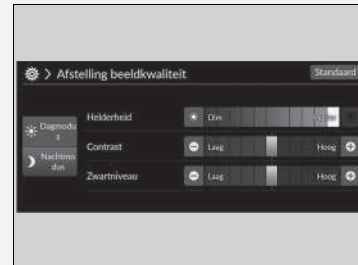 > Afstelling beeldkwaliteit Standaard
Helderheid Dim
Dagmodu
s
Contrast Laag Hoog
Nachtmo
dus
Zwartniveau Laag Hoog